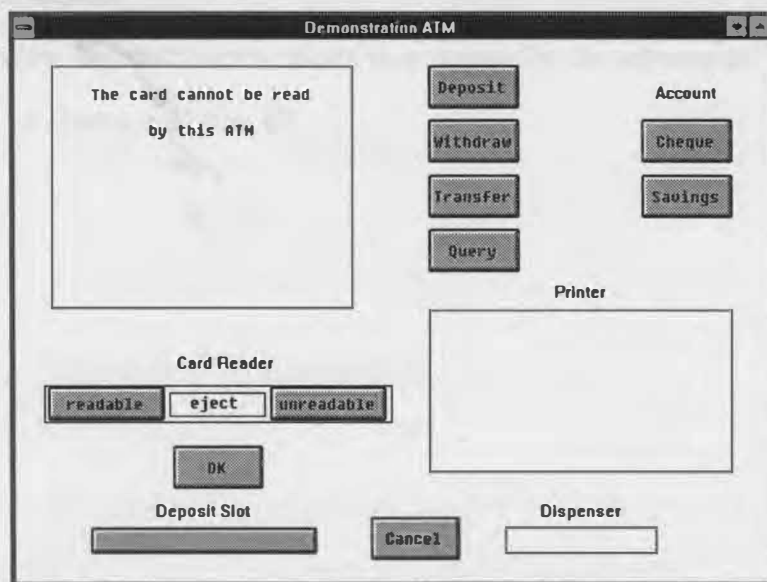 Demonstration ATM
The card cannot be read
by this ATM
Deposit
Withdraw
Transfer
Query
Account
Cheque
Savings
Printer
Card Reader
readable
eject
unreadable
OK
Deposit Slot
Cancel
Dispenser